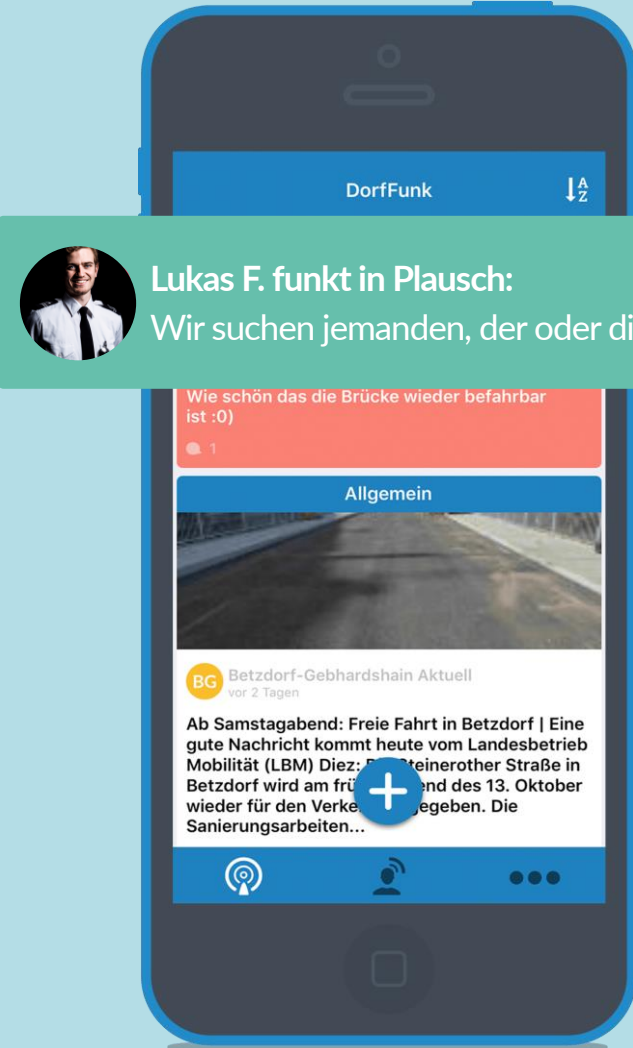 DorfFunk
A
Z
Lukas F. funkt in Plausch:
Wir suchen jemanden, der oder di
Wie schön das die Brücke wieder befahrbar
ist :0)
1
Allgemein
BG
Betzdorf-Gebhardshain Aktuell
vor 2 Tagen
Ab Samstagabend: Freie Fahrt in Betzdorf | Eine
gute Nachricht kommt heute vom Landesbetrieb
Mobilität (LBM) Diez: teinerother Straße in
Betzdorf wird am frü end des 13. Oktober
wieder für den Verke egeben. Die
Sanierungsarbeiten...